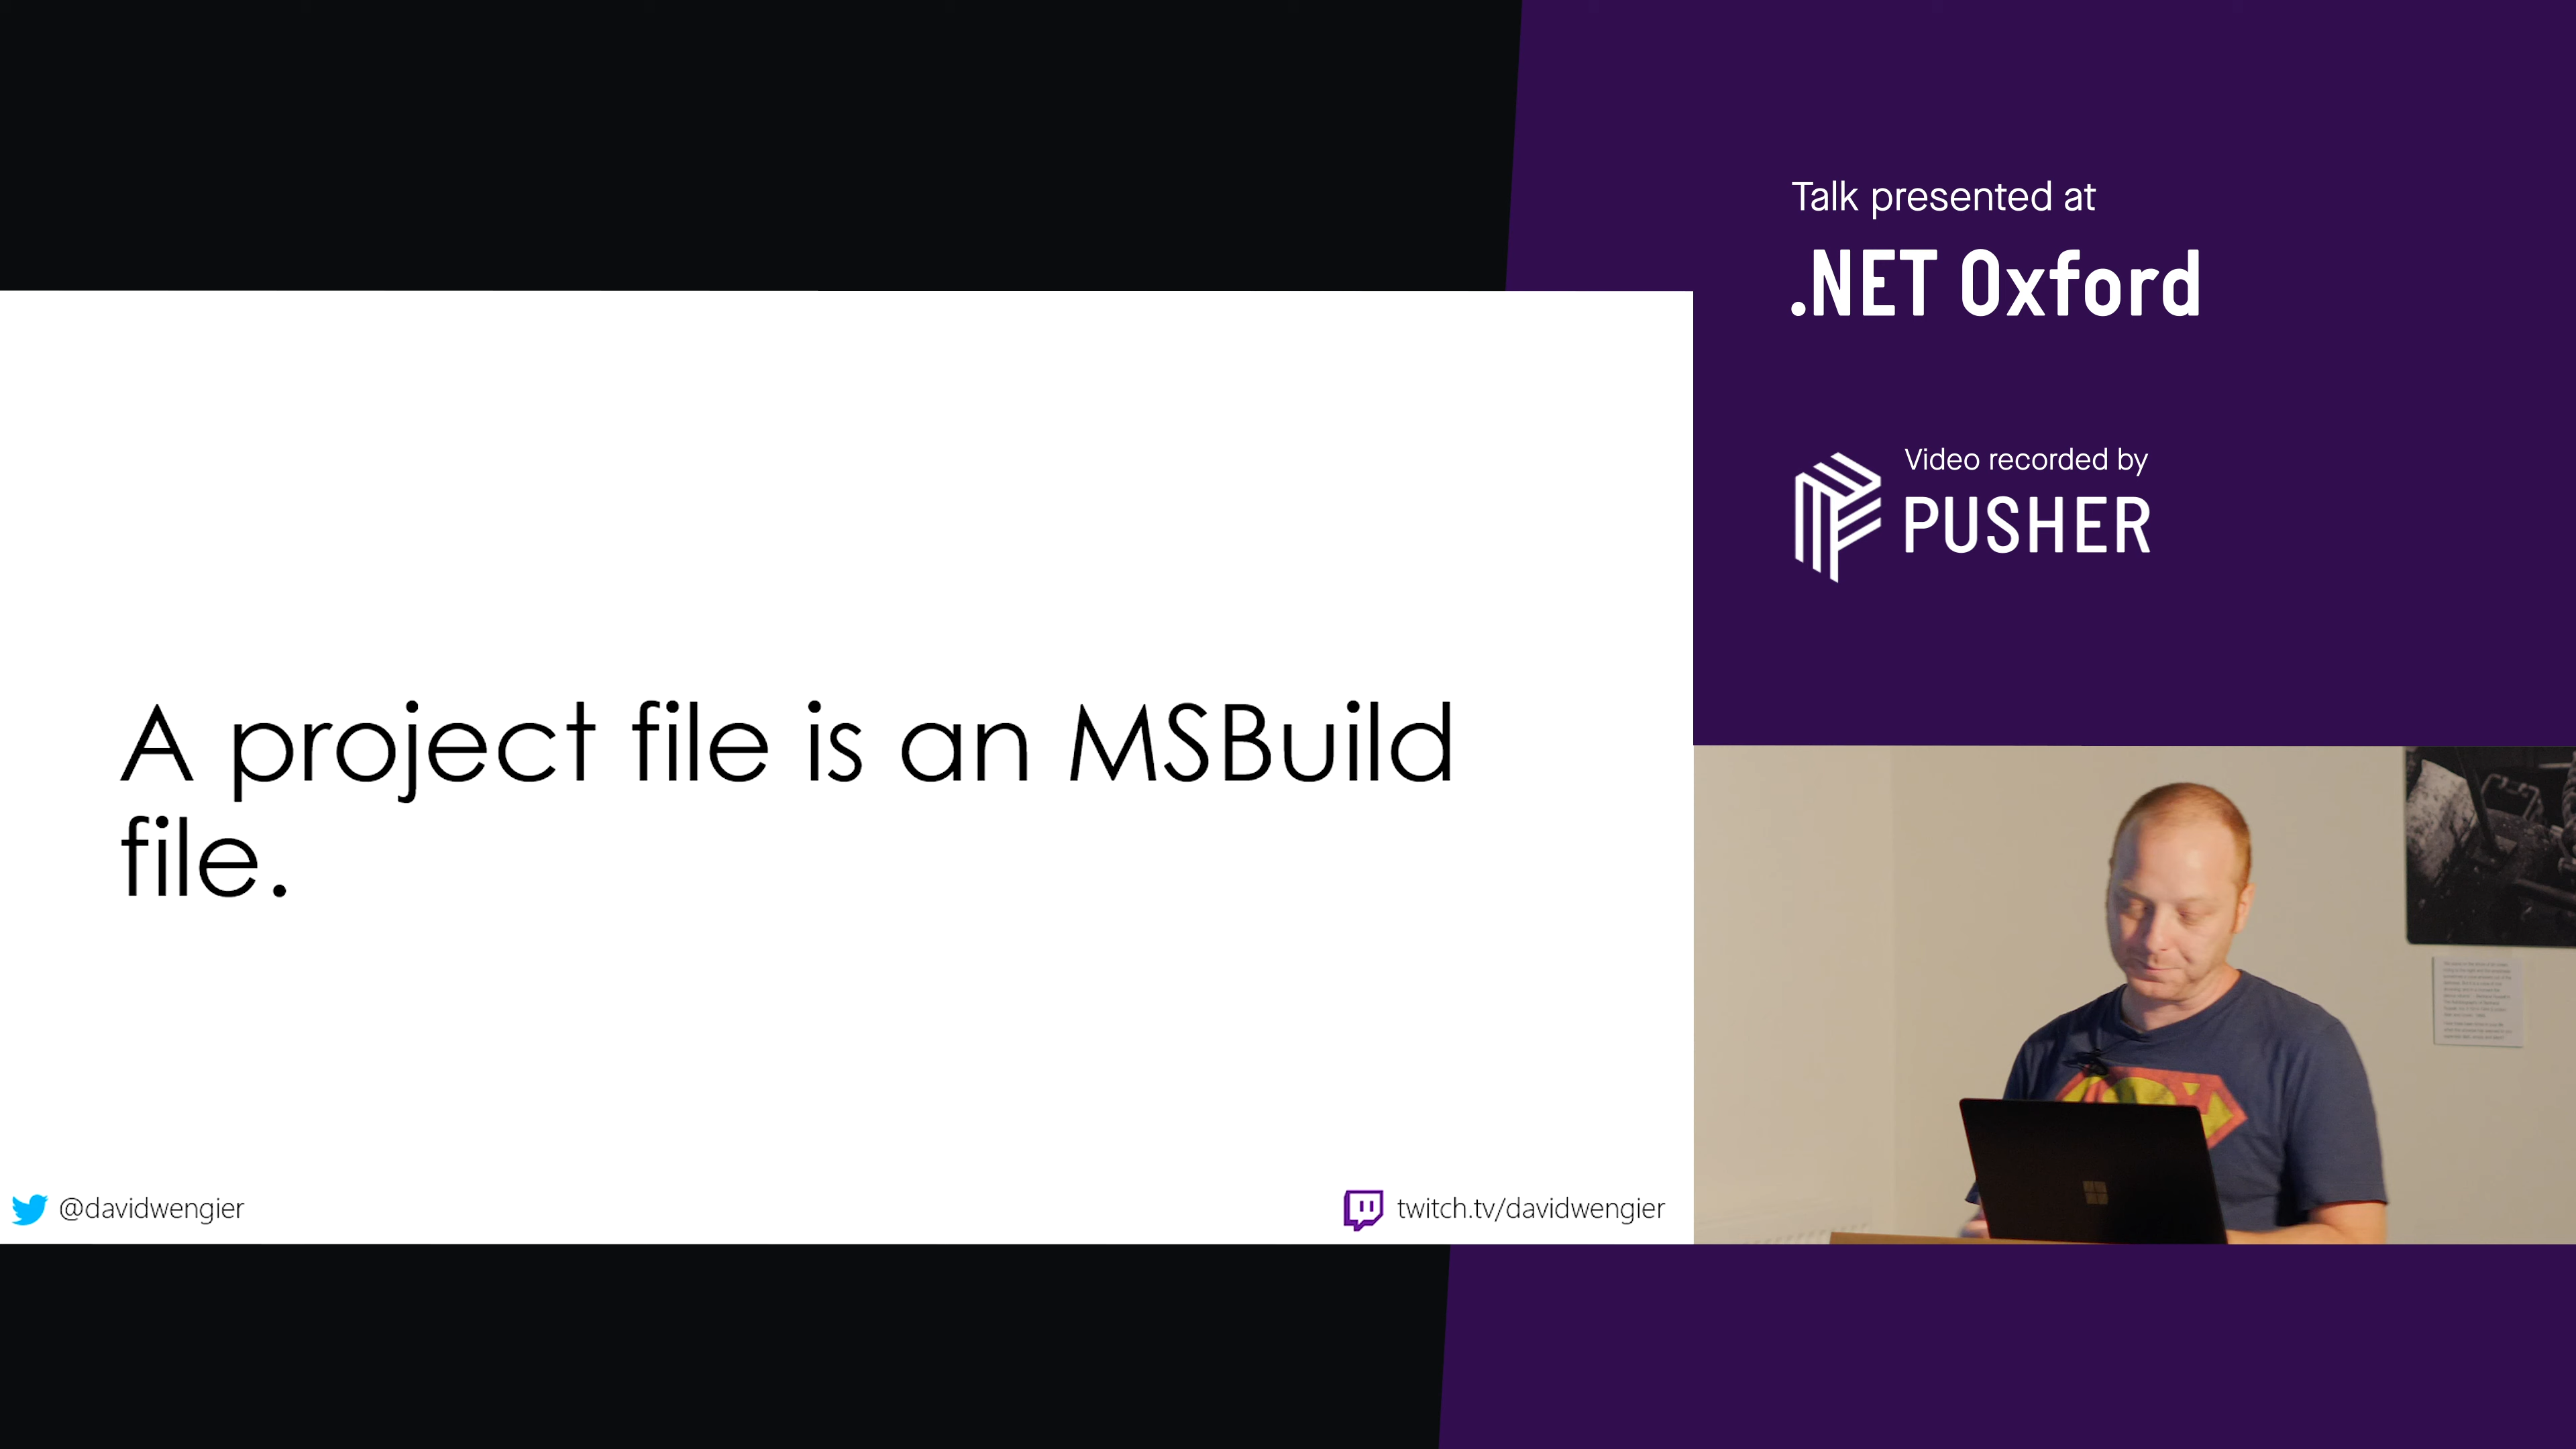 Talk presented at
.NET Oxford
Video recorded by
PUSHER
A project file is an MSBuild
file.
@davidwengier
twitch.tv/davidwengier